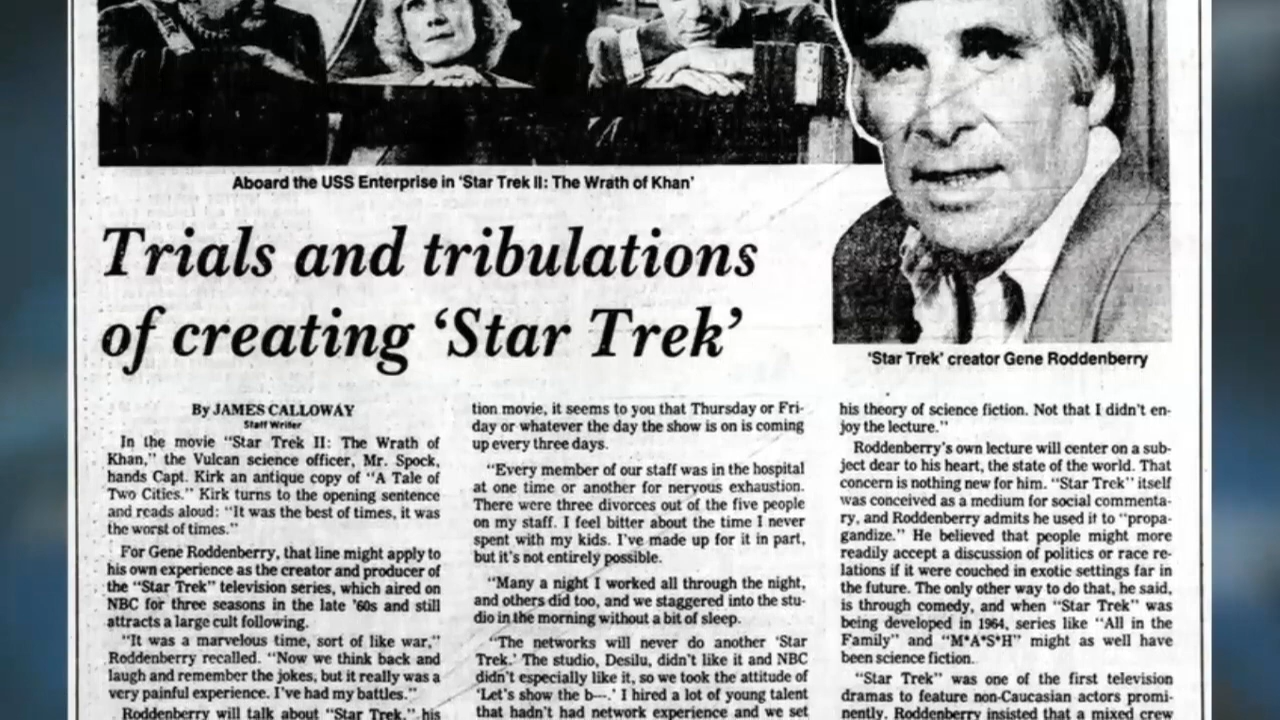 Aboard the USS Enterprise in 'Star Trek II: The Wrath of Khan'
Trials and tribulations
of creating ‘Star Trek’
'Star Trek' creator Gene Roddenberry
By JAMES CALLOWAY
Staff Writer
In the movie "Star Trek II: The Wrath of
Khan," the Vulcan science officer, Mr. Spock,
hands Capt. Kirk an antique copy of "A Tale of
Two Cities." Kirk turns to the opening sentence
and reads aloud: "It was the best of times, it was
the worst of times."
For Gene Roddenberry, that line might apply to
his own experience as the creator and producer of
the "Star Trek" television series, which aired on
NBC for three seasons in the late '60s and still
attracts a large cult following.
"It was a marvelous time, sort of like war,"
Roddenberry recalled. "Now we think back and
laugh and remember the jokes, but it really was a
very painful experience. I've had my battles."
Roddenberry will talk about "Star Trek," his
tion movie, it seems to you that Thursday or Fri-
day or whatever the day the show is on is coming
up every three days.
"Every member of our staff was in the hospital
at one time or another for nervous exhaustion.
There were three divorces out of the five people
on my staff. I feel bitter about the time I never
spent with my kids. I've made up for it in part,
but it's not entirely possible.
"Many a night I worked all through the night,
and others did too, and we staggered into the stu-
dio in the morning without a bit of sleep.
"The networks will never do another 'Star
Trek.' The studio, Desilu, didn't like it and NBC
didn't especially like it, so we took the attitude of
'Let's show the b---.' I hired a lot of young talent
that hadn't had network experience and we set
his theory of science fiction. Not that I didn't en-
joy the lecture."
Roddenberry's own lecture will center on a sub-
ject dear to his heart, the state of the world. That
concern is nothing new for him. "Star Trek" itself
was conceived as a medium for social commenta-
ry, and Roddenberry admits he used it to "propa-
gandize." He believed that people might more
readily accept a discussion of politics or race re-
lations if it were couched in exotic settings far in
the future. The only other way to do that, he said,
is through comedy, and when "Star Trek" was
being developed in 1964, series like "All in the
Family" and "M*A*S*H" might as well have
been science fiction.
"Star Trek" was one of the first television
dramas to feature non-Caucasian actors promi-
nently. Roddenberry insisted that a mixed crew